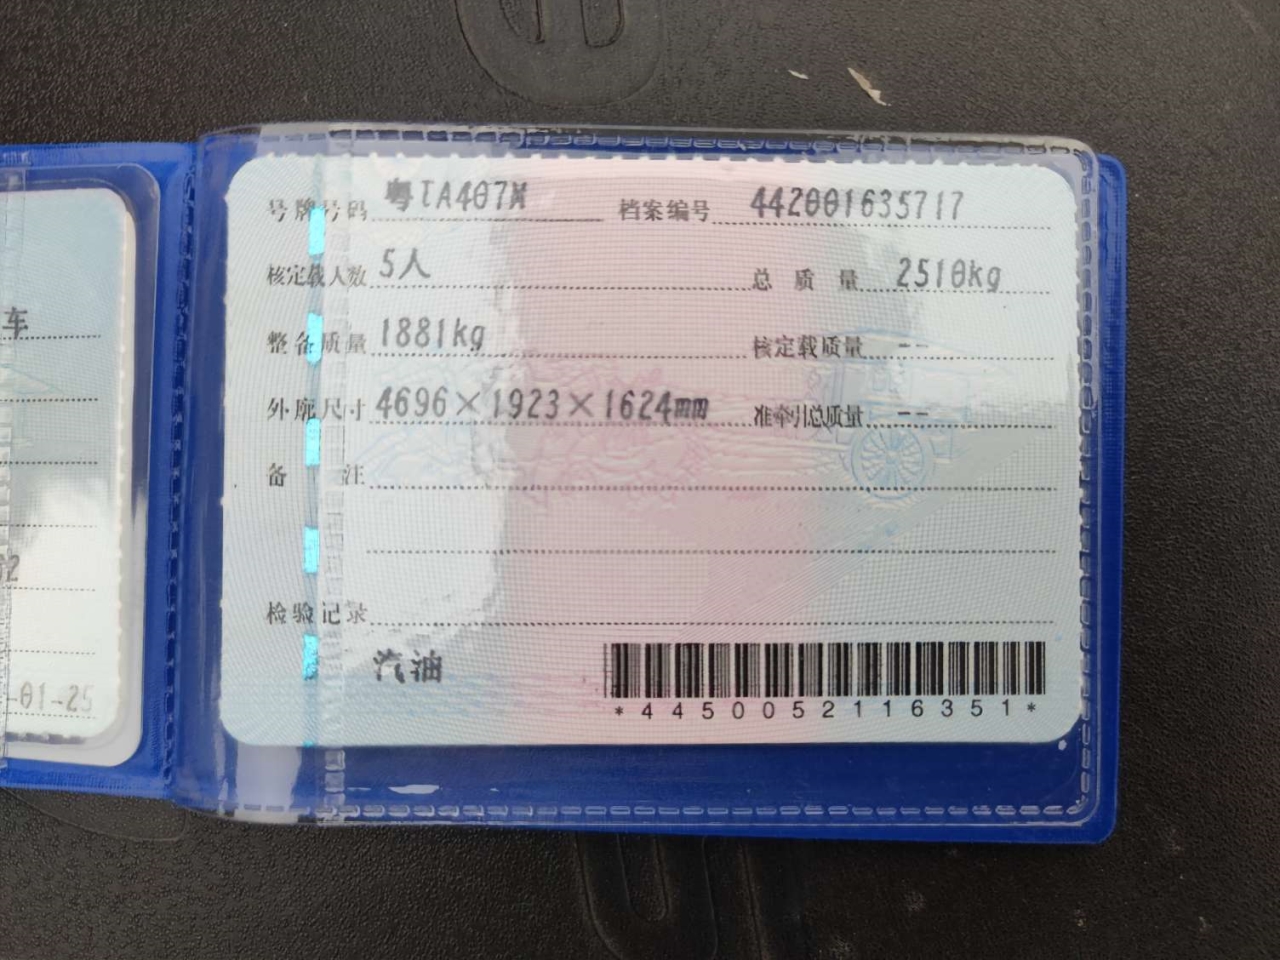 号牌号码 粤TA407M 档案编号 442001635717
核定载人数 5人 总质量 2510kg
整备质量 1881kg 核定载质量 --
外廓尺寸 4696×1923×1624mm 准牵引总质量 --
备注
检验记录
汽油
*4450052116351*
车
-01-25